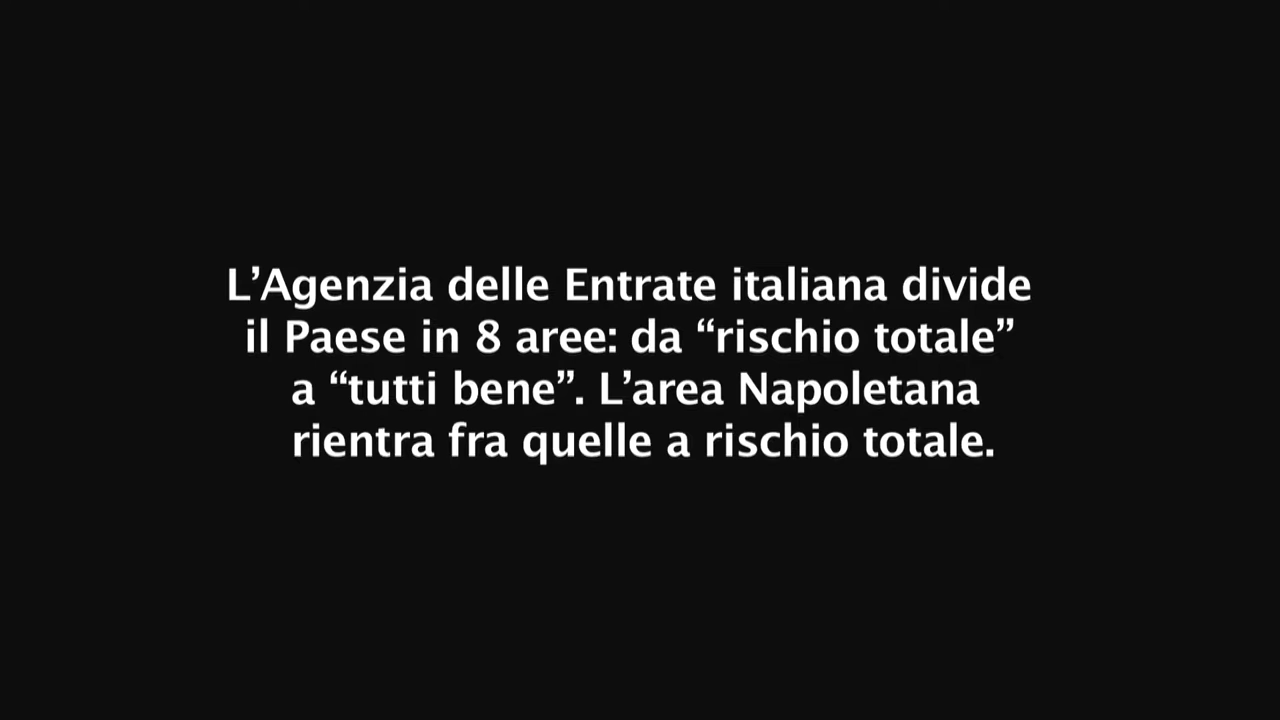 L’Agenzia delle Entrate italiana divide
il Paese in 8 aree: da “rischio totale”
a “tutti bene”. L’area Napoletana
rientra fra quelle a rischio totale.